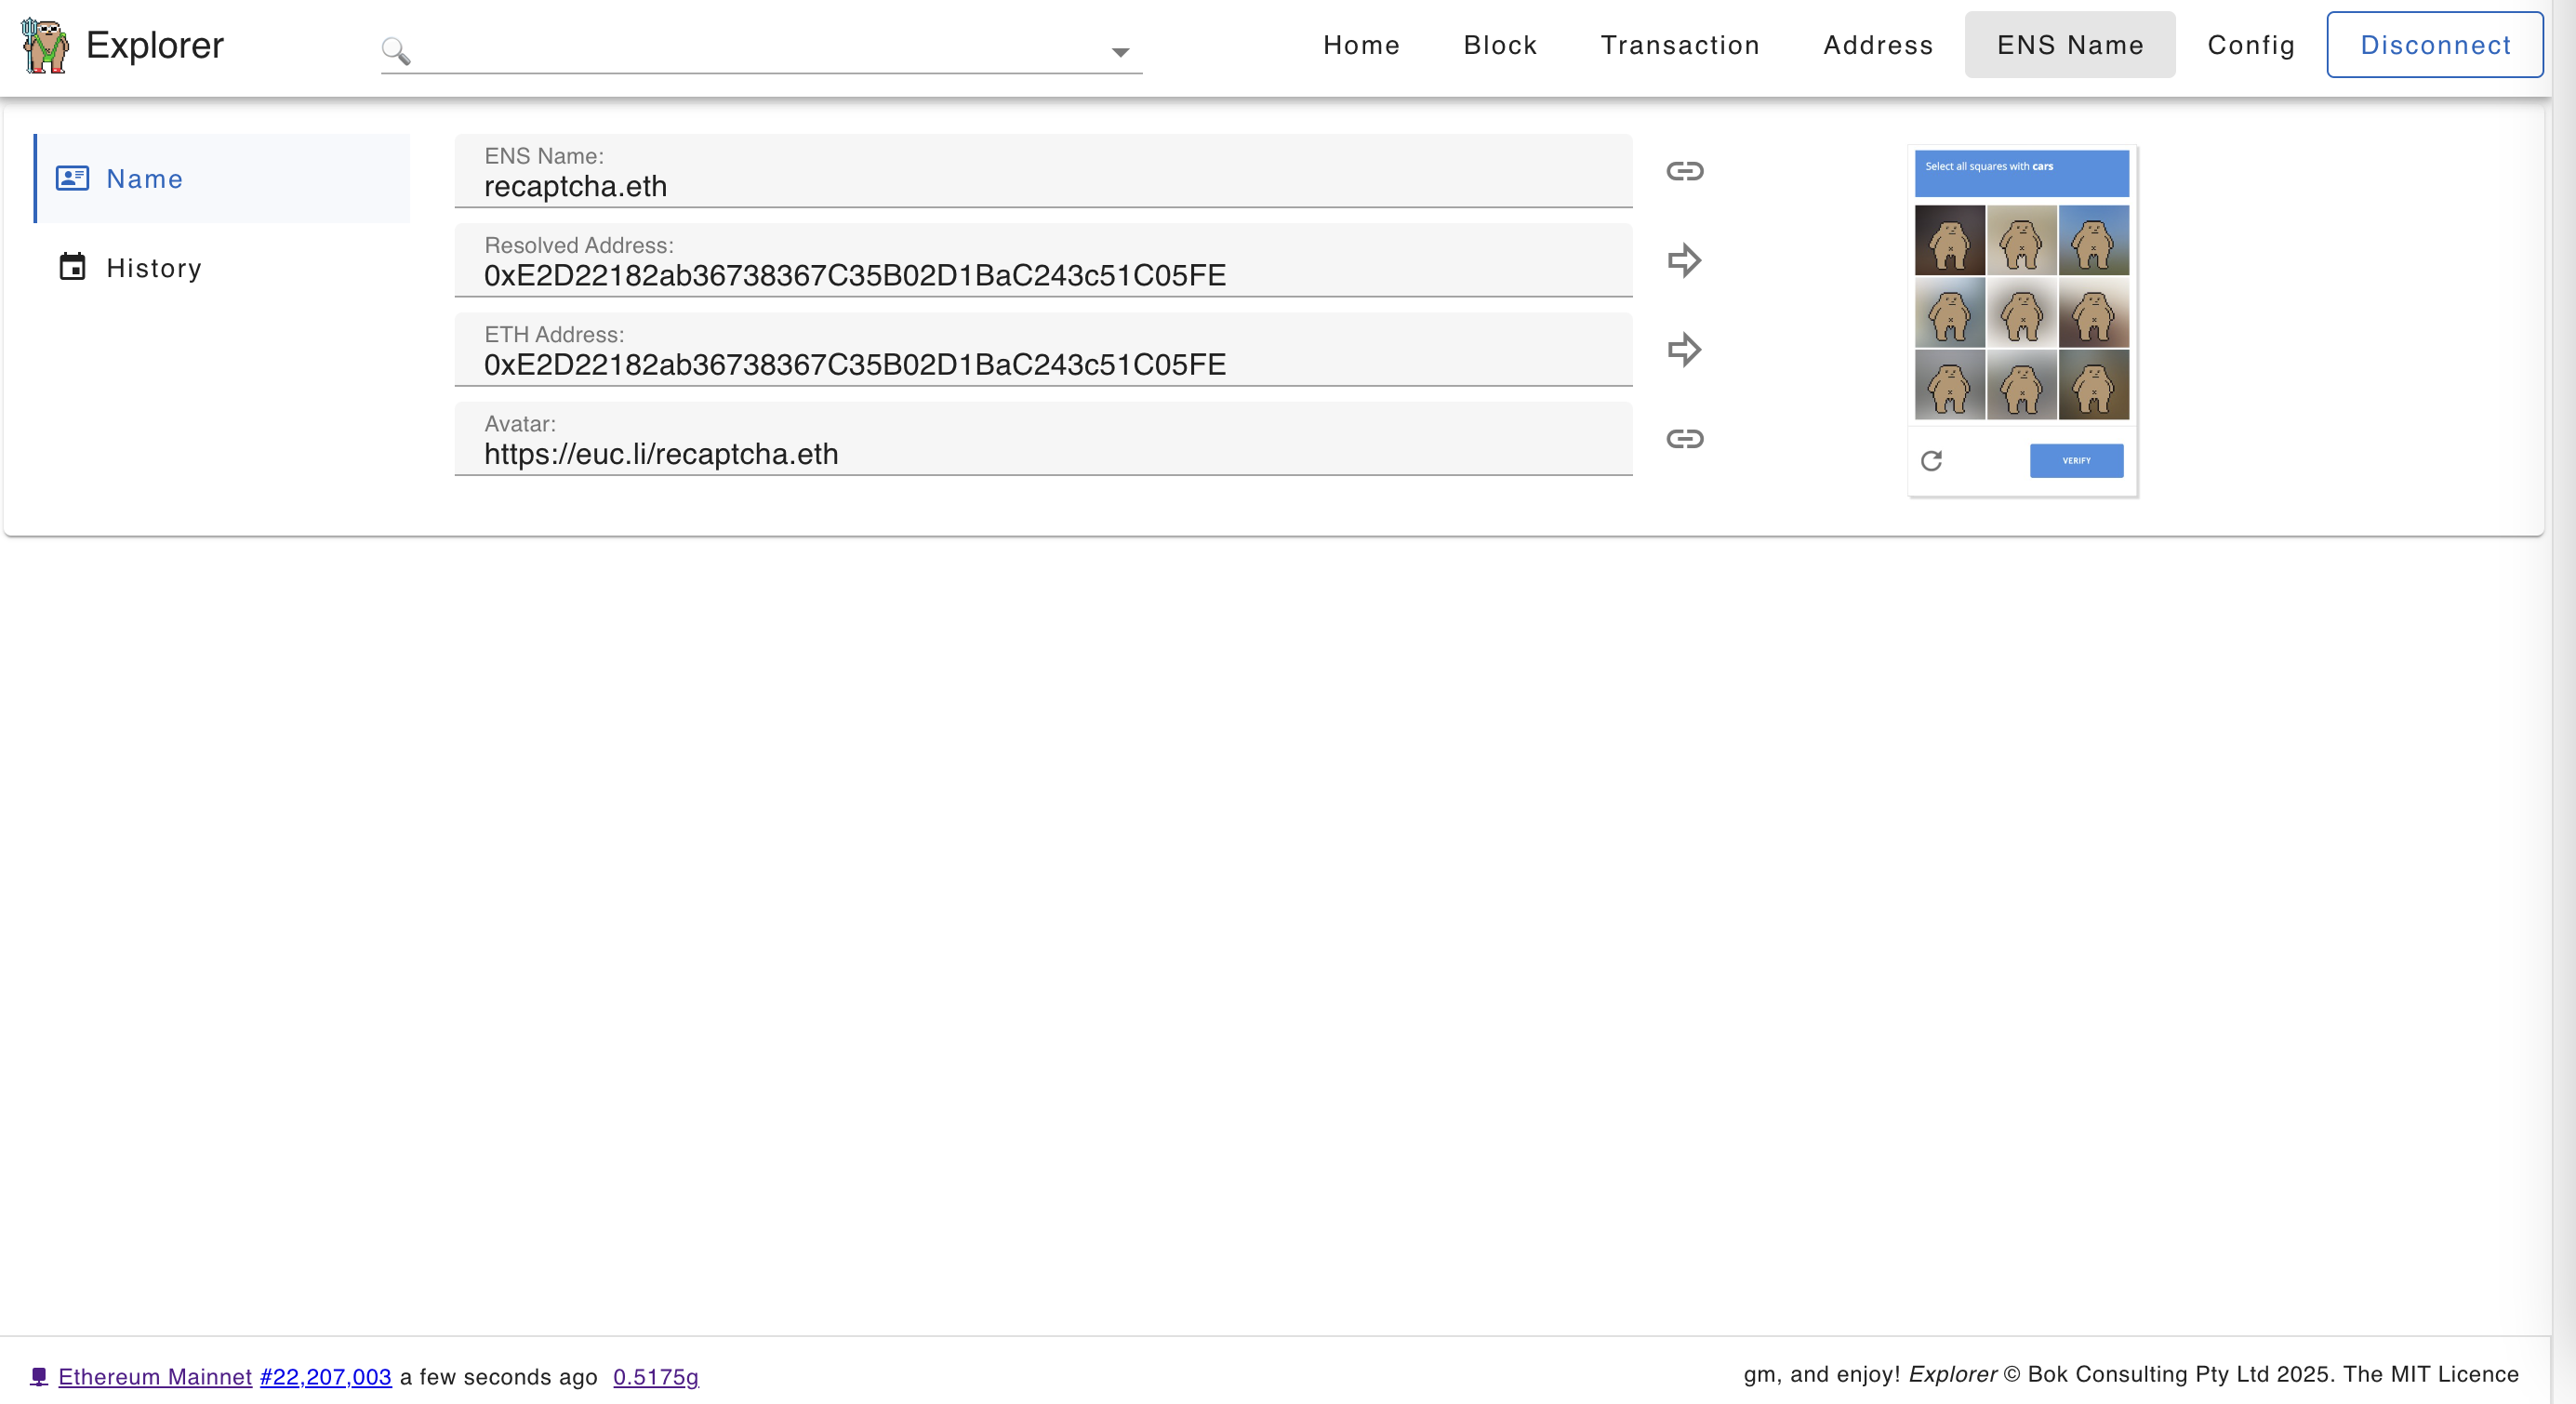 Explorer
Home Block Transaction Address ENS Name Config Disconnect
Name
History
ENS Name:
recaptcha.eth
Resolved Address:
0xE2D22182ab36738367C35B02D1BaC243c51C05FE
ETH Address:
0xE2D22182ab36738367C35B02D1BaC243c51C05FE
Avatar:
https://euc.li/recaptcha.eth
Select all squares with cars
VERIFY
Ethereum Mainnet #22,207,003 a few seconds ago 0.5175g
gm, and enjoy! Explorer © Bok Consulting Pty Ltd 2025. The MIT Licence